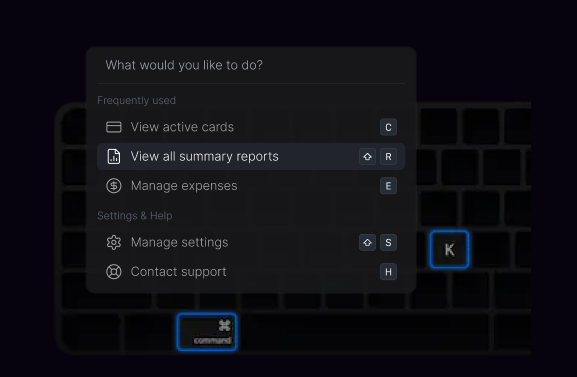 What would you like to do?
Frequently used
View active cards C
View all summary reports ⇧ R
Manage expenses E
Settings & Help
Manage settings ⇧ S
Contact support H
K
⌘
command